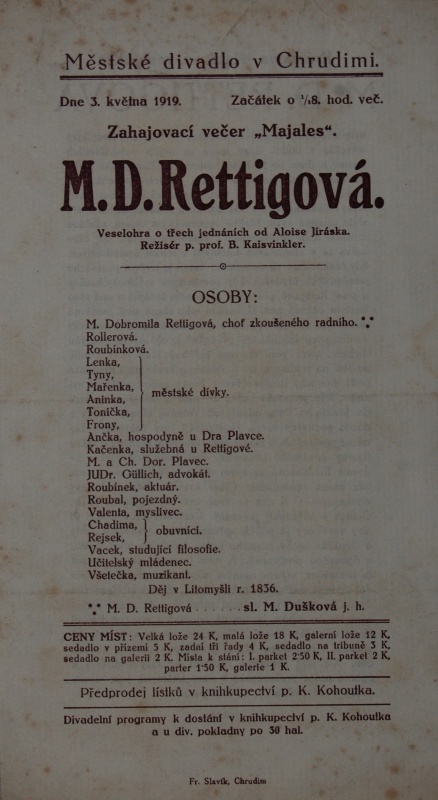 Městské divadlo v Chrudimi.
Dne 3. května 1919. Začátek o ½8. hod. več.
Zahajovací večer „Majales“.
M. D. Rettigová.
Veselohra o třech jednáních od Aloise Jiráska.
Režisér p. prof. B. Kaisvinkler.
OSOBY:
M. Dobromila Rettigová, choť zkoušeného radního. *.*
Rollerová.
Roubínková.
Lenka,
Tyny,
Mařenka,
Aninka,
Tonička,
Frony,
městské dívky.
Ančka, hospodyně u Dra Plavce.
Kačenka, služebná u Rettigové.
M. a Ch. Dor. Plavec.
JUDr. Güllich, advokát.
Roubínek, aktuár.
Roubal, pojezdný.
Valenta, myslivec.
Chadima,
Rejsek,
obuvníci.
Vacek, studující filosofie.
Učitelský mládenec.
Všetečka, muzikant.
Děj v Litomyšli r. 1836.
*.* M. D. Rettigová . . . . . . sl. M. Dušková j. h.
CENY MÍST: Velká lože 24 K, malá lože 18 K, galerní lože 12 K,
sedadlo v přízemí 5 K, zadní tři řady 4 K, sedadlo na tribuně 3 K,
sedadlo na galerii 2 K. Místa k stání: I. parket 2·50 K, II. parket 2 K,
parter 1·50 K, galerie 1 K.
Předprodej lístků v knihkupectví p. K. Kohoutka.
Divadelní programy k dostání v knihkupectví p. K. Kohoutka
a u div. pokladny po 30 hal.
Fr. Slavík, Chrudim